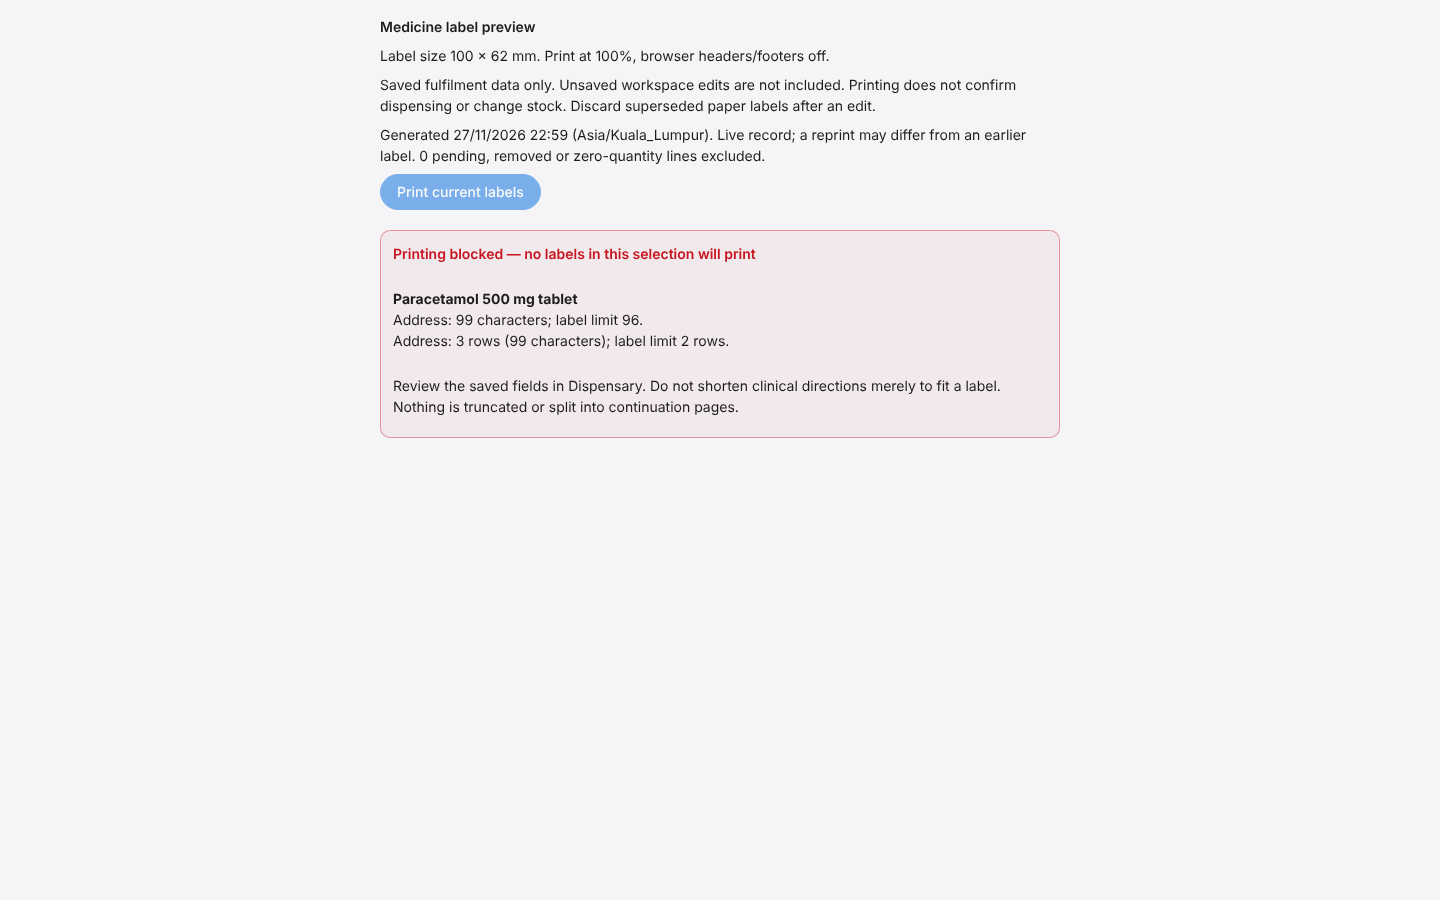 Medicine label preview
Label size 100 × 62 mm. Print at 100%, browser headers/footers off.
Saved fulfilment data only. Unsaved workspace edits are not included. Printing does not confirm
dispensing or change stock. Discard superseded paper labels after an edit.
Generated 27/11/2026 22:59 (Asia/Kuala_Lumpur). Live record; a reprint may differ from an earlier
label. 0 pending, removed or zero-quantity lines excluded.
Print current labels
Printing blocked — no labels in this selection will print
Paracetamol 500 mg tablet
Address: 99 characters; label limit 96.
Address: 3 rows (99 characters); label limit 2 rows.
Review the saved fields in Dispensary. Do not shorten clinical directions merely to fit a label.
Nothing is truncated or split into continuation pages.